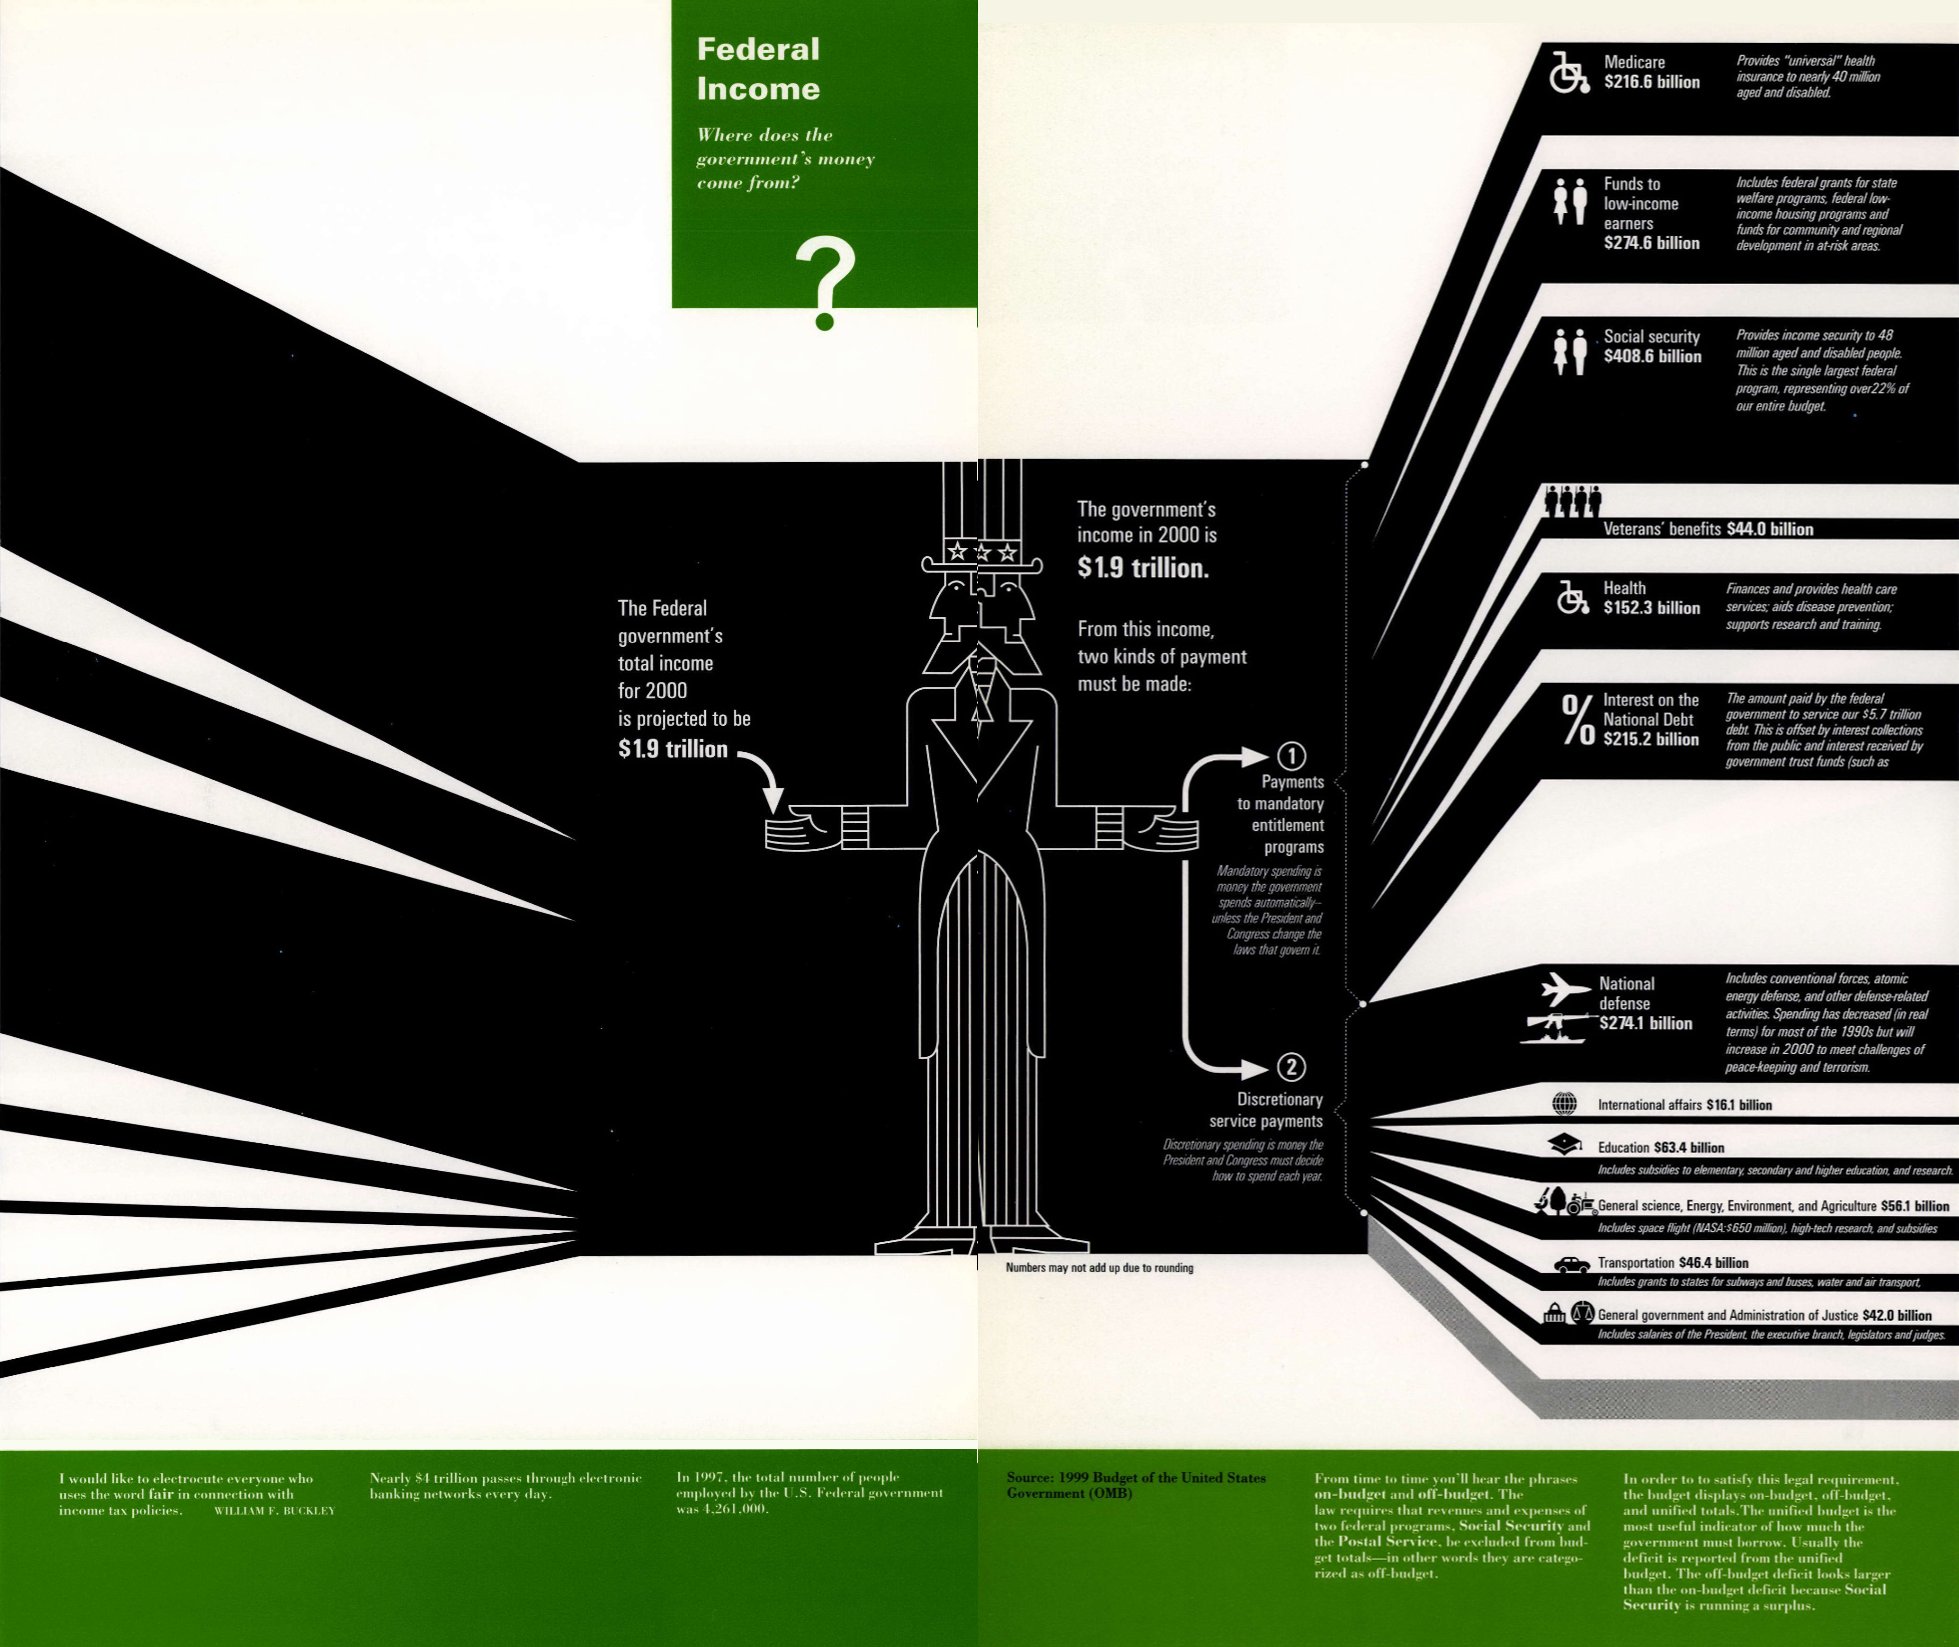 Federal
Income
Where does the
government's money
come from?
?
The Federal
government's
total income
for 2000
is projected to be
$1.9 trillion
The government's
income in 2000 is
$1.9 trillion.
From this income,
two kinds of payment
must be made:
1
Payments
to mandatory
entitlement
programs
Mandatory spending is
money the government
spends automatically–
unless the President and
Congress change the
laws that govern it.
2
Discretionary
service payments
Discretionary spending is money the
President and Congress must decide
how to spend each year.
Numbers may not add up due to rounding
Medicare
$216.6 billion
Provides "universal" health
insurance to nearly 40 million
aged and disabled.
Funds to
low-income
earners
$274.6 billion
Includes federal grants for state
welfare programs, federal low-
income housing programs and
funds for community and regional
development in at-risk areas.
Social security
$408.6 billion
Provides income security to 48
million aged and disabled people.
This is the single largest federal
program, representing over22% of
our entire budget.
Veterans' benefits $44.0 billion
Health
$152.3 billion
Finances and provides health care
services; aids disease prevention;
supports research and training.
%
Interest on the
National Debt
$215.2 billion
The amount paid by the federal
government to service our $5.7 trillion
debt. This is offset by interest collections
from the public and interest received by
government trust funds (such as
National
defense
$274.1 billion
Includes conventional forces, atomic
energy defense, and other defense-related
activities. Spending has decreased (in real
terms) for most of the 1990s but will
increase in 2000 to meet challenges of
peace-keeping and terrorism.
International affairs $16.1 billion
Education $63.4 billion
Includes subsidies to elementary, secondary and higher education, and research.
General science, Energy, Environment, and Agriculture $56.1 billion
Includes space flight (NASA:$650 million), high-tech research, and subsidies
Transportation $46.4 billion
Includes grants to states for subways and buses, water and air transport,
General government and Administration of Justice $42.0 billion
Includes salaries of the President, the executive branch, legislators and judges.
I would like to electrocute everyone who
uses the word fair in connection with
income tax policies. WILLIAM F. BUCKLEY
Nearly $4 trillion passes through electronic
banking networks every day.
In 1997, the total number of people
employed by the U.S. Federal government
was 4,261,000.
Source: 1999 Budget of the United States
Government (OMB)
From time to time you'll hear the phrases
on-budget and off-budget. The
law requires that revenues and expenses of
two federal programs, Social Security and
the Postal Service, be excluded from bud-
get totals—in other words they are catego-
rized as off-budget.
In order to to satisfy this legal requirement,
the budget displays on-budget, off-budget,
and unified totals.The unified budget is the
most useful indicator of how much the
government must borrow. Usually the
deficit is reported from the unified
budget. The off-budget deficit looks larger
than the on-budget deficit because Social
Security is running a surplus.